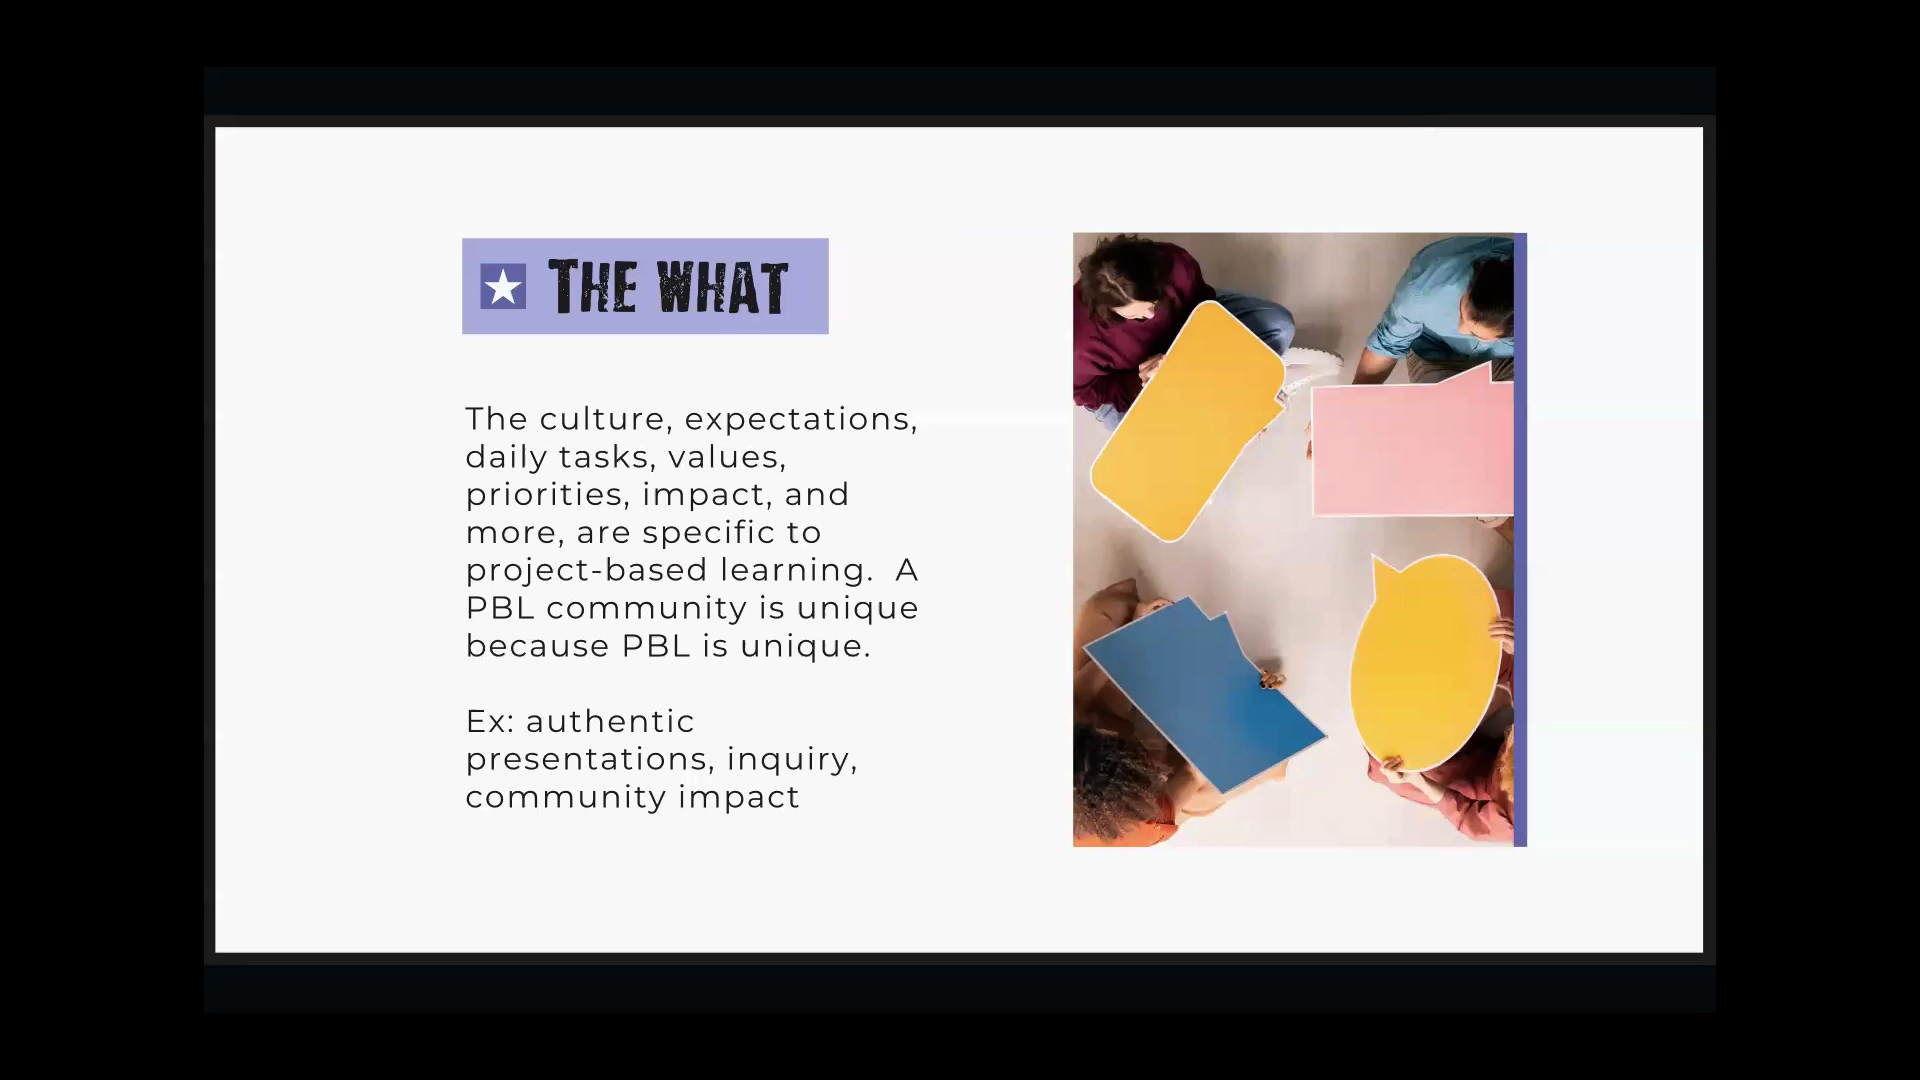 THE WHAT
The culture, expectations,
daily tasks, values,
priorities, impact, and
more, are specific to
project-based learning.  A
PBL community is unique
because PBL is unique.
Ex: authentic
presentations, inquiry,
community impact